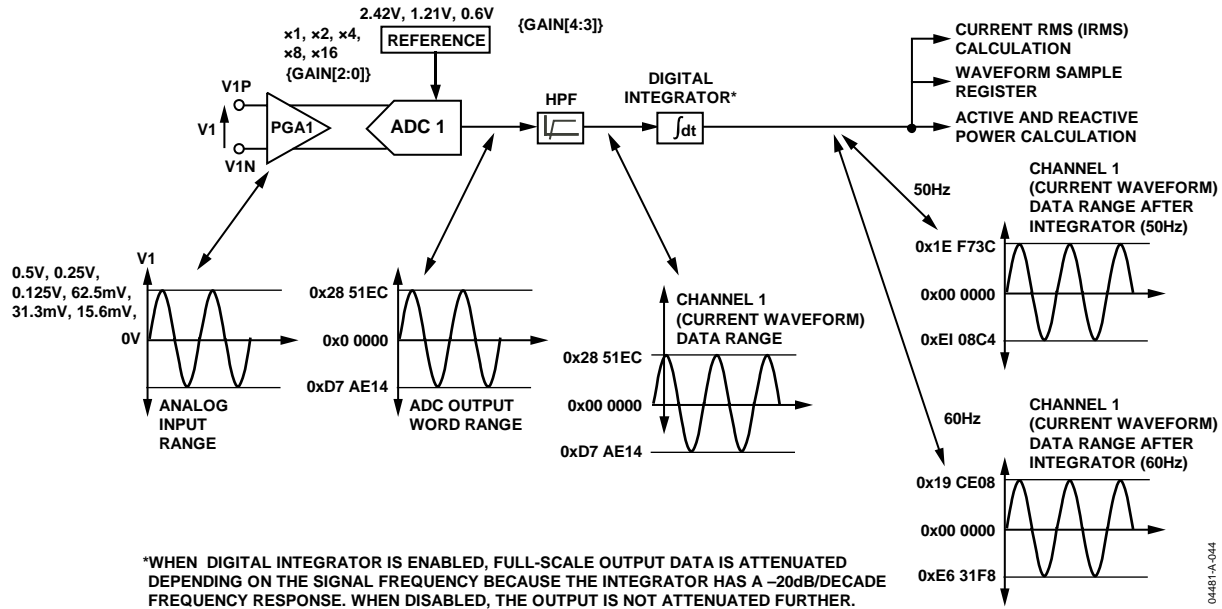 2.42V, 1.21V, 0.6V
{GAIN[4:3]}
×1, ×2, ×4,
×8, ×16
{GAIN[2:0]}
REFERENCE
V1P
V1
V1N
PGA1
ADC 1
HPF
DIGITAL
INTEGRATOR*
∫dt
CURRENT RMS (IRMS)
CALCULATION
WAVEFORM SAMPLE
REGISTER
ACTIVE AND REACTIVE
POWER CALCULATION
50Hz
CHANNEL 1
(CURRENT WAVEFORM)
DATA RANGE AFTER
INTEGRATOR (50Hz)
0x1E F73C
0x00 0000
0xEI 08C4
V1
0.5V, 0.25V,
0.125V, 62.5mV,
31.3mV, 15.6mV,
0V
ANALOG
INPUT
RANGE
0x28 51EC
0x0 0000
0xD7 AE14
ADC OUTPUT
WORD RANGE
CHANNEL 1
(CURRENT WAVEFORM)
DATA RANGE
0x28 51EC
0x00 0000
0xD7 AE14
60Hz
CHANNEL 1
(CURRENT WAVEFORM)
DATA RANGE AFTER
INTEGRATOR (60Hz)
0x19 CE08
0x00 0000
0xE6 31F8
*WHEN DIGITAL INTEGRATOR IS ENABLED, FULL-SCALE OUTPUT DATA IS ATTENUATED
DEPENDING ON THE SIGNAL FREQUENCY BECAUSE THE INTEGRATOR HAS A –20dB/DECADE
FREQUENCY RESPONSE. WHEN DISABLED, THE OUTPUT IS NOT ATTENUATED FURTHER.
04481-A-044